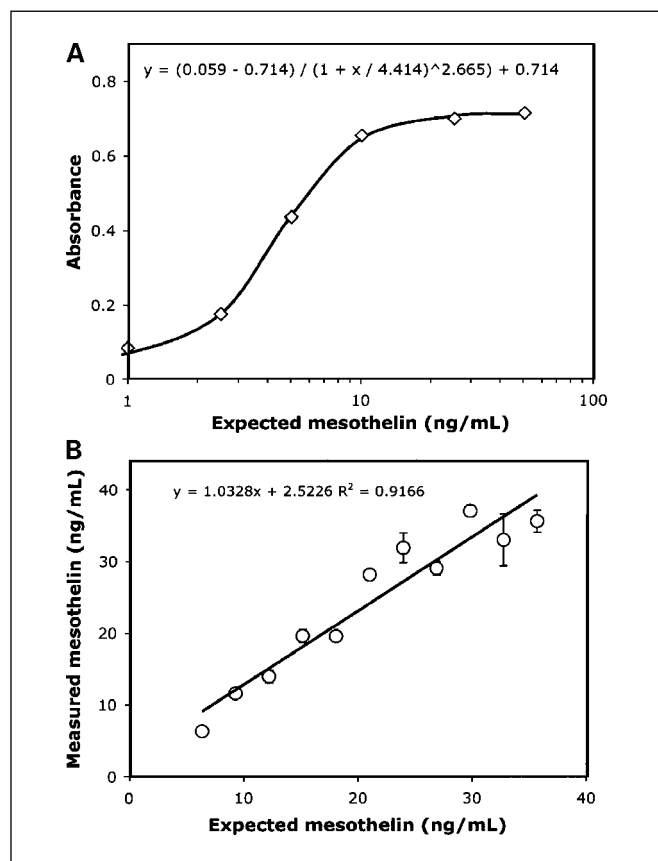 A
y = (0.059 - 0.714) / (1 + x / 4.414)^2.665) + 0.714
0.8
0.6
0.4
0.2
0
Absorbance
1
10
100
Expected mesothelin (ng/mL)
B
y = 1.0328x + 2.5226 R² = 0.9166
40
30
20
10
0
Measured mesothelin (ng/mL)
0
10
20
30
40
Expected mesothelin (ng/mL)